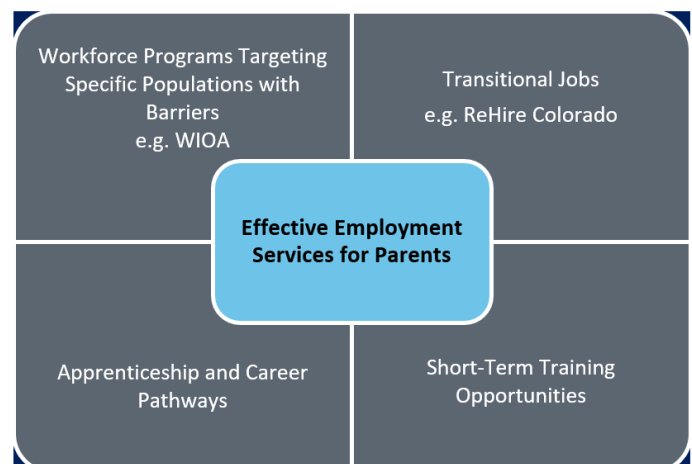 Workforce Programs Targeting
Specific Populations with
Barriers
e.g. WIOA
Transitional Jobs
e.g. ReHire Colorado
Effective Employment
Services for Parents
Apprenticeship and Career
Pathways
Short-Term Training
Opportunities